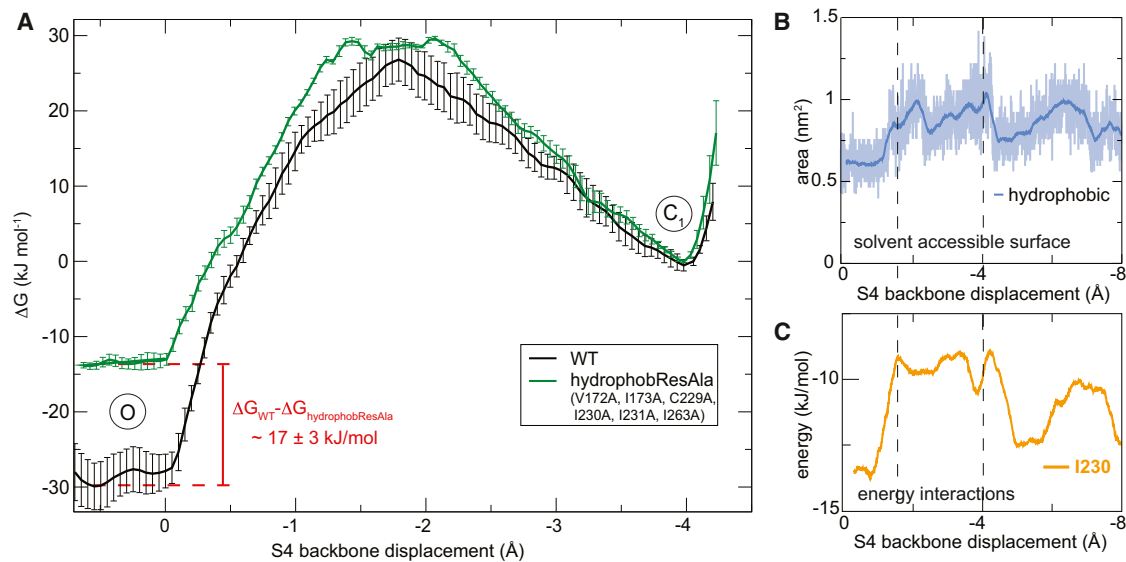 A
30
20
10
0
-10
-20
-30
ΔG (kJ mol⁻¹)
O
C₁
ΔG_WT-ΔG_hydrophobResAla
~ 17 ± 3 kJ/mol
WT
hydrophobResAla
(V172A, I173A, C229A,
I230A, I231A, I263A)
0
-1
-2
-3
-4
-5
S4 backbone displacement (Å)
B
1.5
1
0.5
0
area (nm²)
hydrophobic
solvent accessible surface
0
-4
-8
S4 backbone displacement (Å)
C
-10
-15
energy (kJ/mol)
I230
energy interactions
0
-4
-8
S4 backbone displacement (Å)